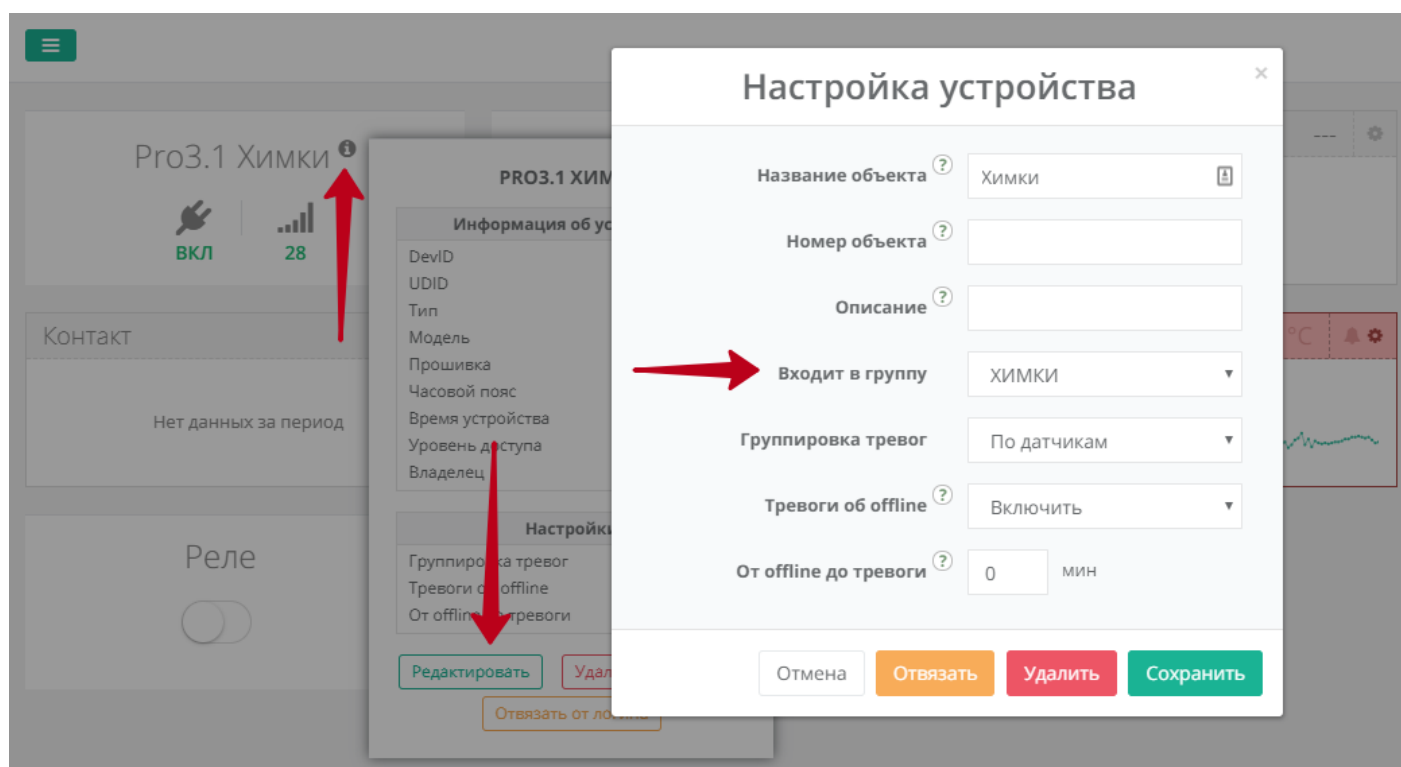 Pro3.1 Химки
ВКЛ
28
Контакт
Нет данных за период
Реле
PRO3.1
Информация об
DevID
UDID
Тип
Модель
Прошивка
Часовой пояс
Время устройства
Уровень доступа
Владелец
Настройки
Группировка тревог
Тревоги об offline
От offline до тревоги
Редактировать
Отвязать от логина
Настройка устройства
×
Название объекта ?
Химки
Номер объекта ?
Описание ?
Входит в группу
ХИМКИ
Группировка тревог
По датчикам
Тревоги об offline ?
Включить
От offline до тревоги ?
0 мин
Отмена
Отвязать
Удалить
Сохранить
---
°C